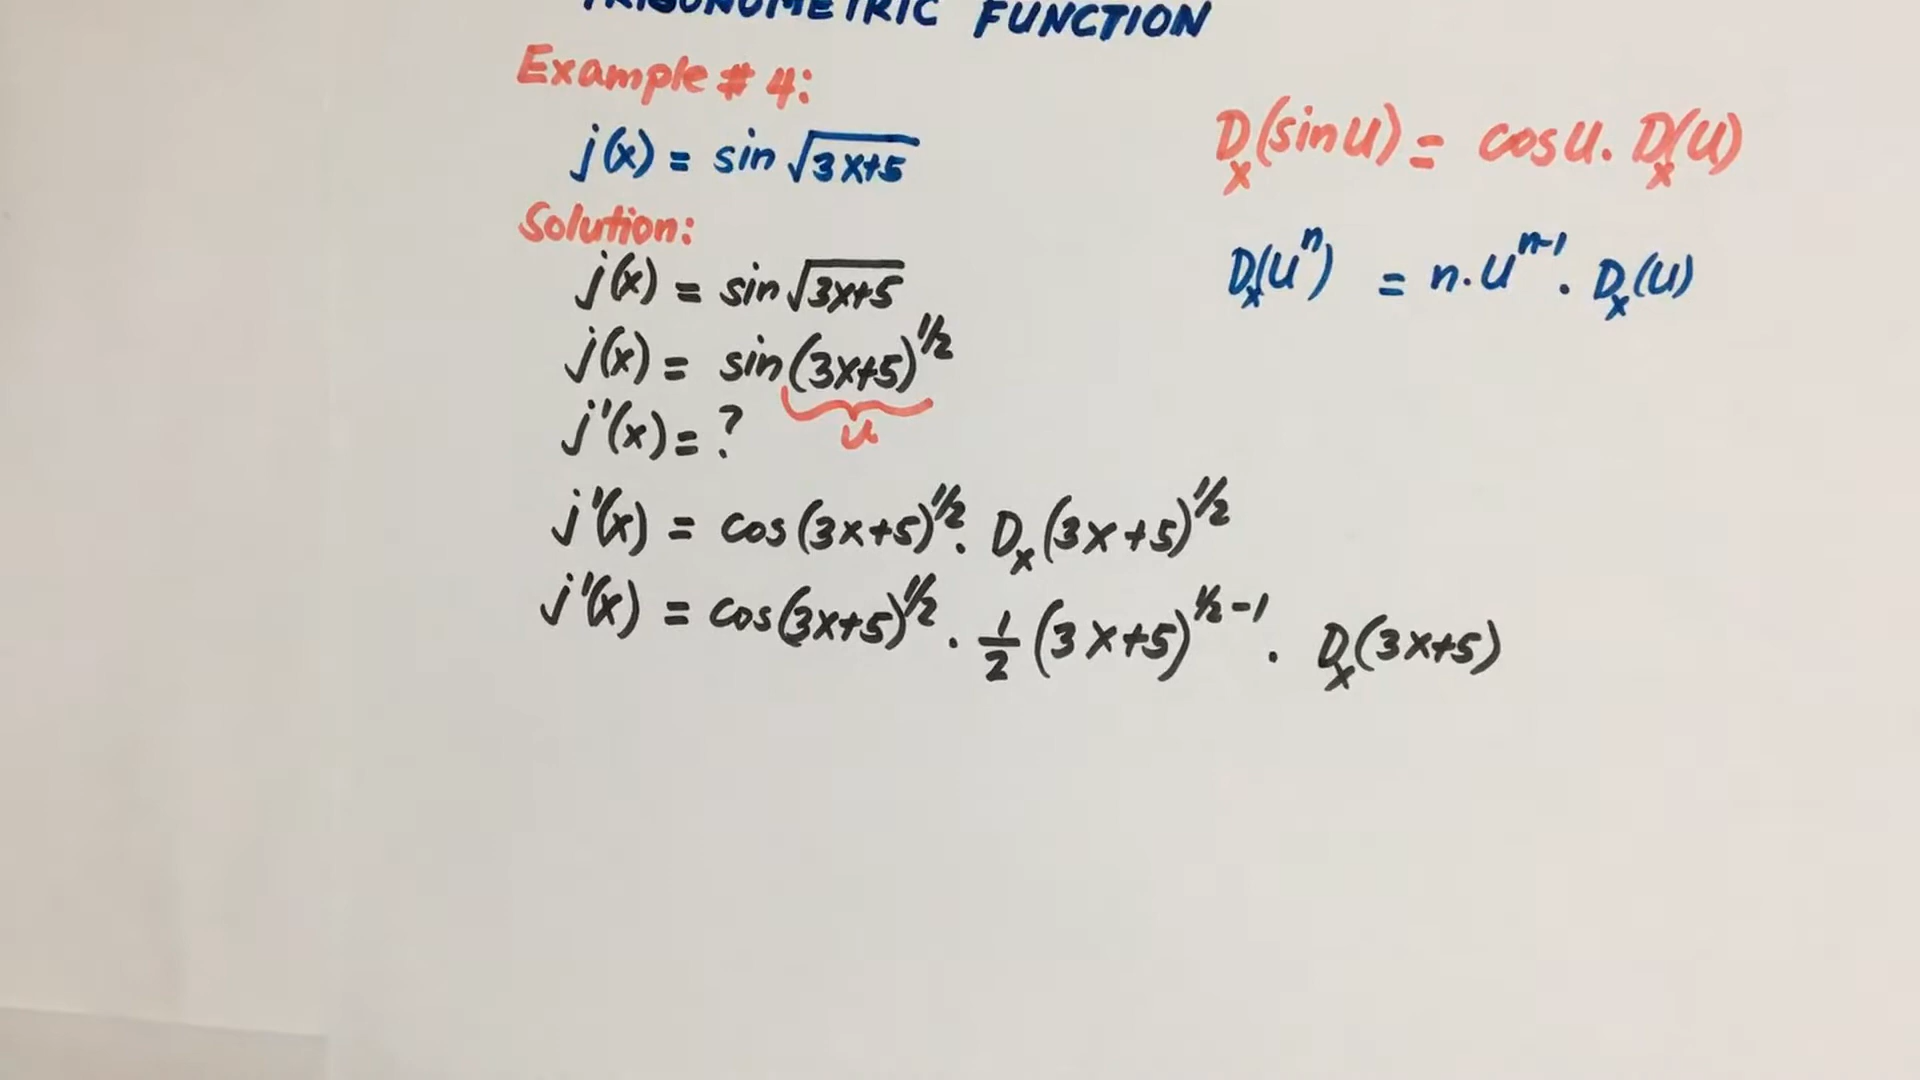 TRIGONOMETRIC FUNCTION
Example # 4:
j(x) = sin √(3x+5)
Solution:
j(x) = sin √(3x+5)
j(x) = sin (3x+5)^1/2
u
j'(x) = ?
j'(x) = cos (3x+5)^1/2 . Dx (3x+5)^1/2
j'(x) = cos (3x+5)^1/2 . 1/2 (3x+5)^1/2-1 . Dx (3x+5)
Dx (sin u) = cos u . Dx (u)
Dx (u^n) = n . u^n-1 . Dx (u)